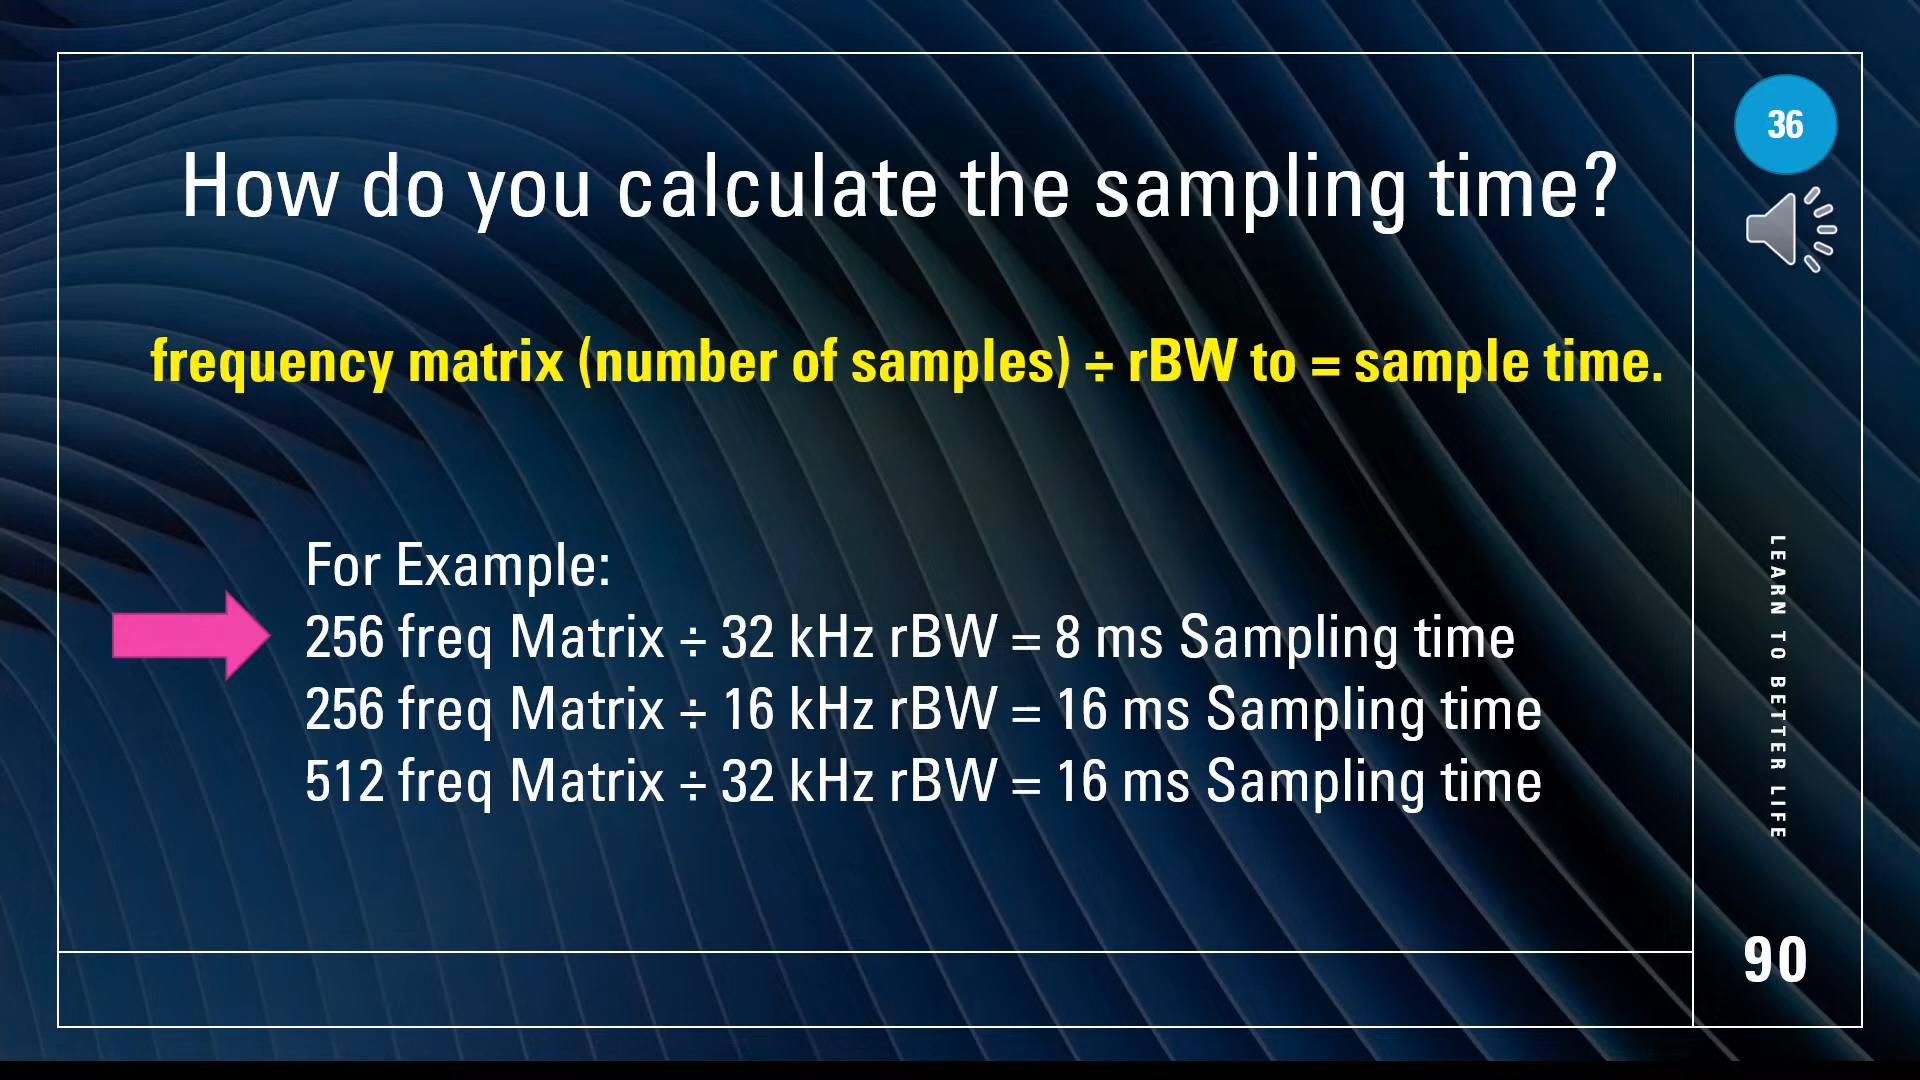 36
How do you calculate the sampling time?
frequency matrix (number of samples) ÷ rBW to = sample time.
For Example:
256 freq Matrix ÷ 32 kHz rBW = 8 ms Sampling time
256 freq Matrix ÷ 16 kHz rBW = 16 ms Sampling time
512 freq Matrix ÷ 32 kHz rBW = 16 ms Sampling time
LEARN TO BETTER LIFE
90